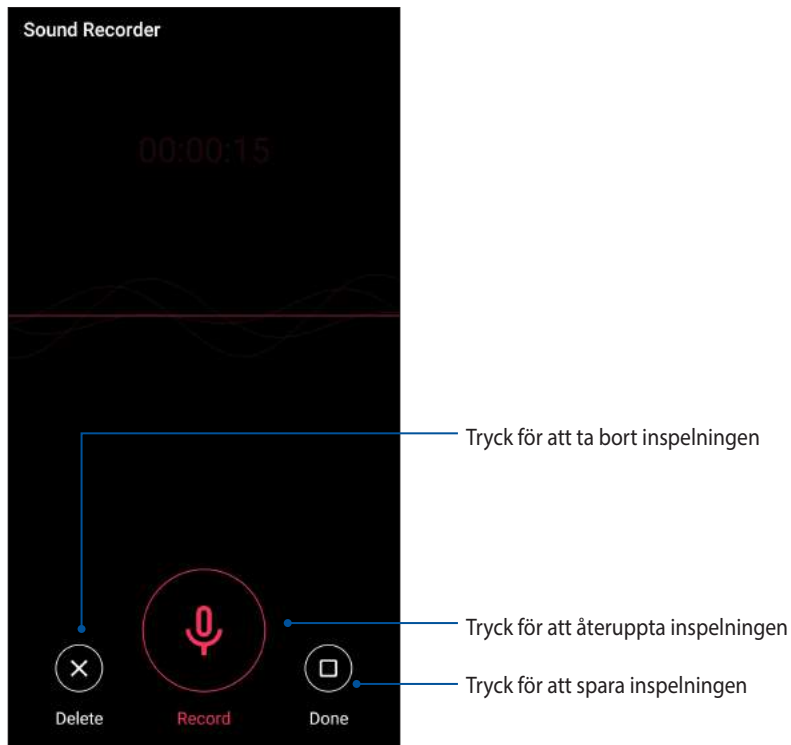 Sound Recorder
00:00:15
Tryck för att ta bort inspelningen
Tryck för att återuppta inspelningen
Tryck för att spara inspelningen
Delete
Record
Done